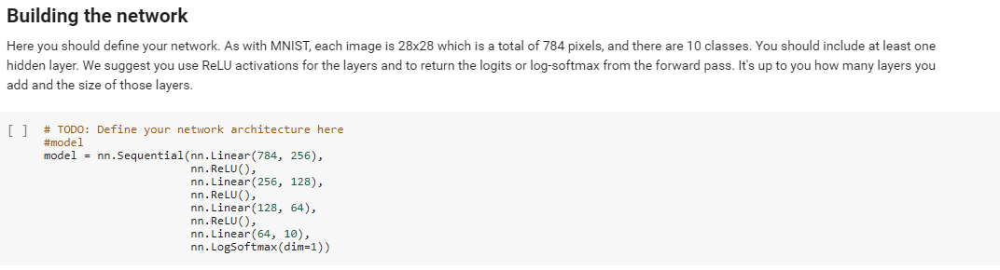 Building the network
Here you should define your network. As with MNIST, each image is 28x28 which is a total of 784 pixels, and there are 10 classes. You should include at least one
hidden layer. We suggest you use ReLU activations for the layers and to return the logits or log-softmax from the forward pass. It's up to you how many layers you
add and the size of those layers.
[ ] # TODO: Define your network architecture here
#model
model = nn.Sequential(nn.Linear(784, 256),
nn.ReLU(),
nn.Linear(256, 128),
nn.ReLU(),
nn.Linear(128, 64),
nn.ReLU(),
nn.Linear(64, 10),
nn.LogSoftmax(dim=1))